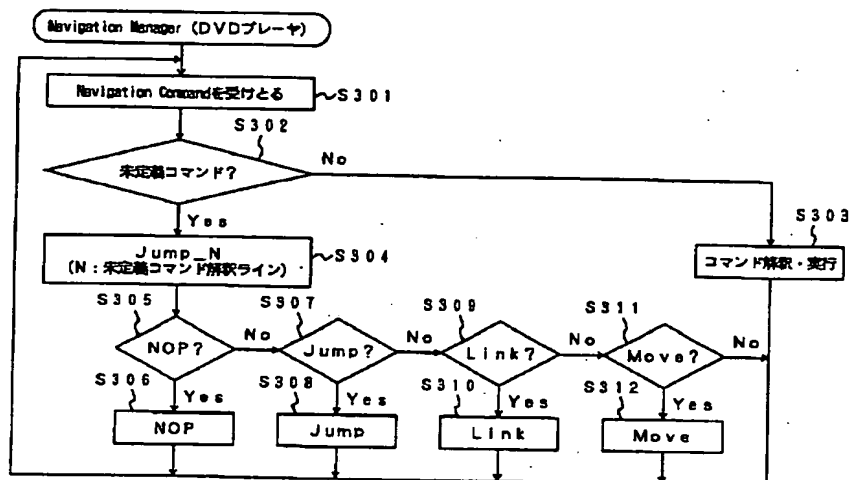 Navigation Manager (DVDプレーヤ)
Navigation Commandを受けとる
S301
S302
未定義コマンド?
No
Yes
S303
Jump_N
(N:未定義コマンド解釈ライン)
S304
コマンド解釈・実行
S305
S307
S309
S311
NOP?
No
Jump?
No
Link?
No
Move?
No
S306
Yes
S308
Yes
S310
Yes
S312
Yes
NOP
Jump
Link
Move